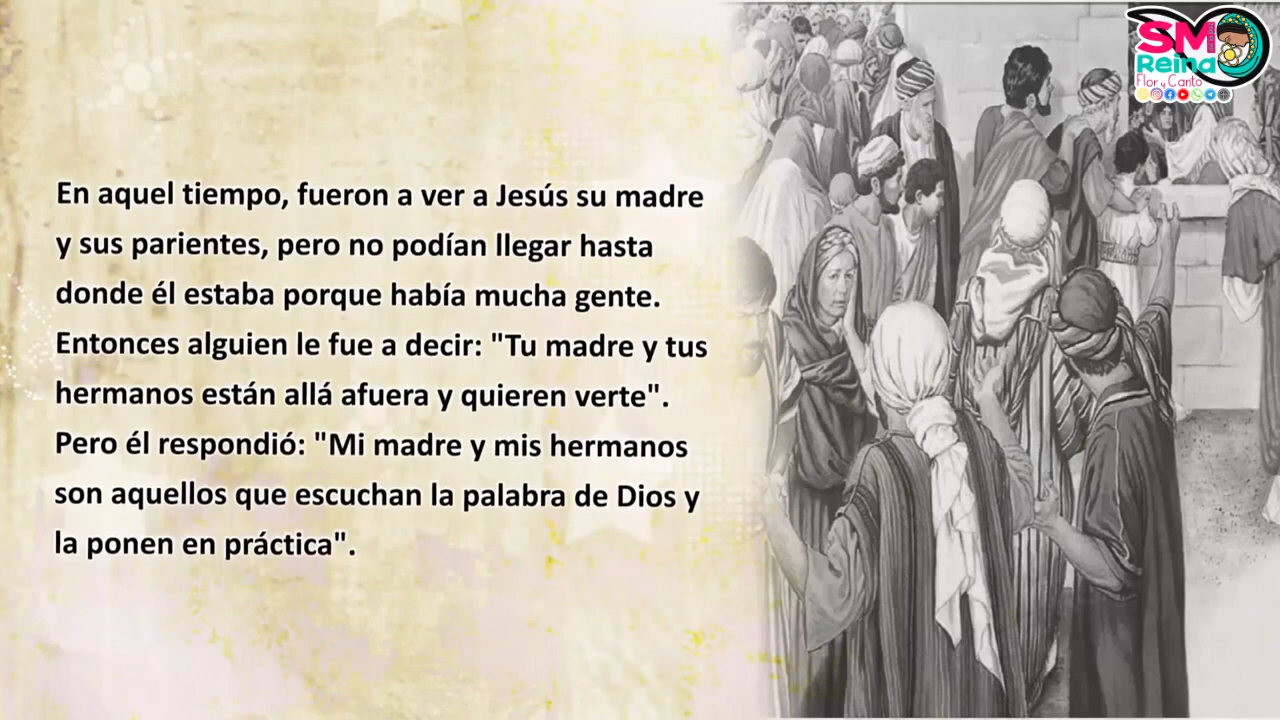 SM
Reina
Flor y Canto
En aquel tiempo, fueron a ver a Jesús su madre
y sus parientes, pero no podían llegar hasta
donde él estaba porque había mucha gente.
Entonces alguien le fue a decir: "Tu madre y tus
hermanos están allá afuera y quieren verte".
Pero él respondió: "Mi madre y mis hermanos
son aquellos que escuchan la palabra de Dios y
la ponen en práctica".